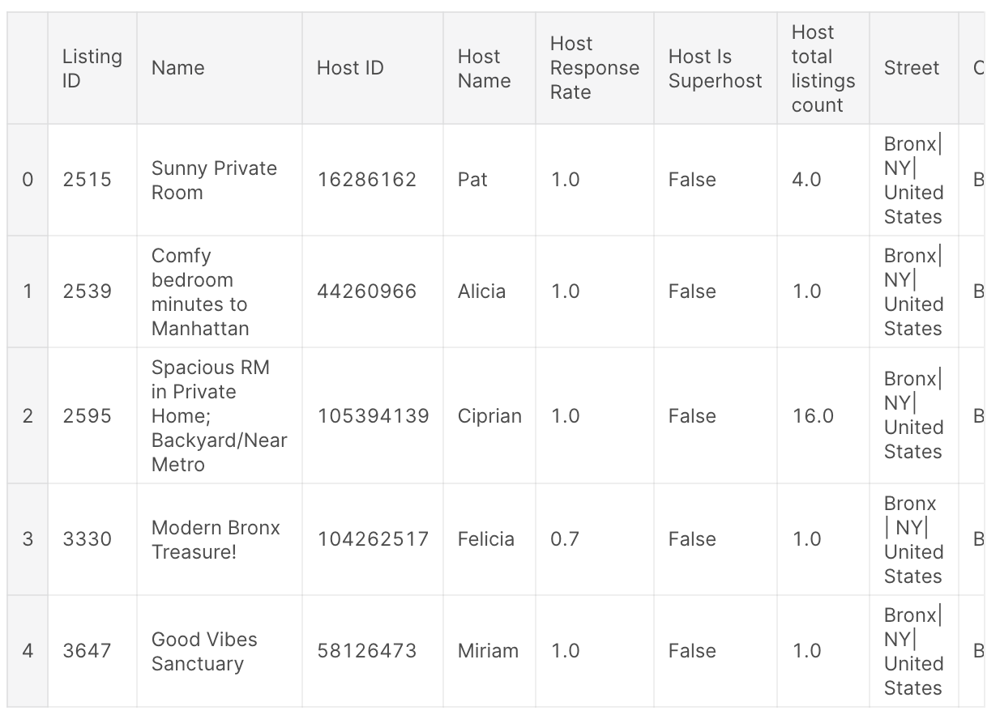 Listing ID Name Host ID Host Name Host Response Rate Host Is Superhost Host total listings count Street
0 2515 Sunny Private Room 16286162 Pat 1.0 False 4.0 Bronx| NY| United States B
1 2539 Comfy bedroom minutes to Manhattan 44260966 Alicia 1.0 False 1.0 Bronx| NY| United States B
2 2595 Spacious RM in Private Home; Backyard/Near Metro 105394139 Ciprian 1.0 False 16.0 Bronx| NY| United States B
3 3330 Modern Bronx Treasure! 104262517 Felicia 0.7 False 1.0 Bronx | NY| United States B
4 3647 Good Vibes Sanctuary 58126473 Miriam 1.0 False 1.0 Bronx| NY| United States B